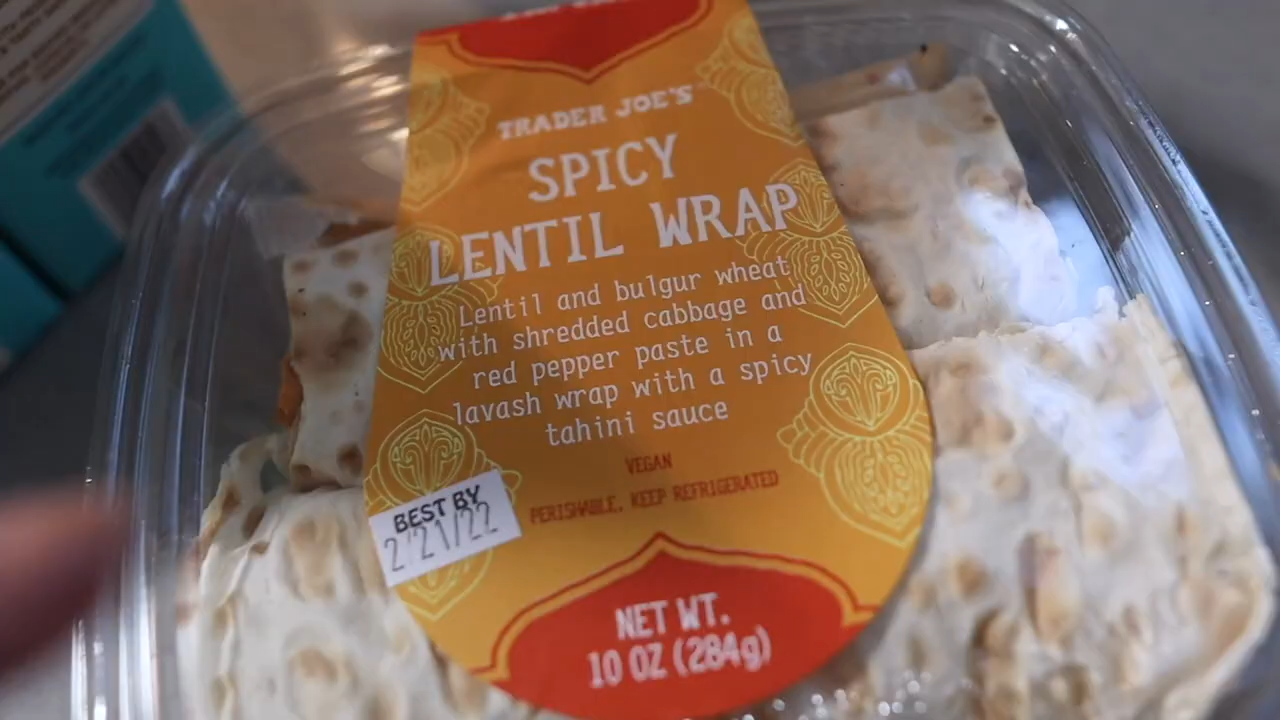 TRADER JOE'S
SPICY
LENTIL WRAP
Lentil and bulgur wheat
with shredded cabbage and
red pepper paste in a
lavash wrap with a spicy
tahini sauce
VEGAN
PERISHABLE, KEEP REFRIGERATED
BEST BY
2/21/22
NET WT.
10 OZ (284g)